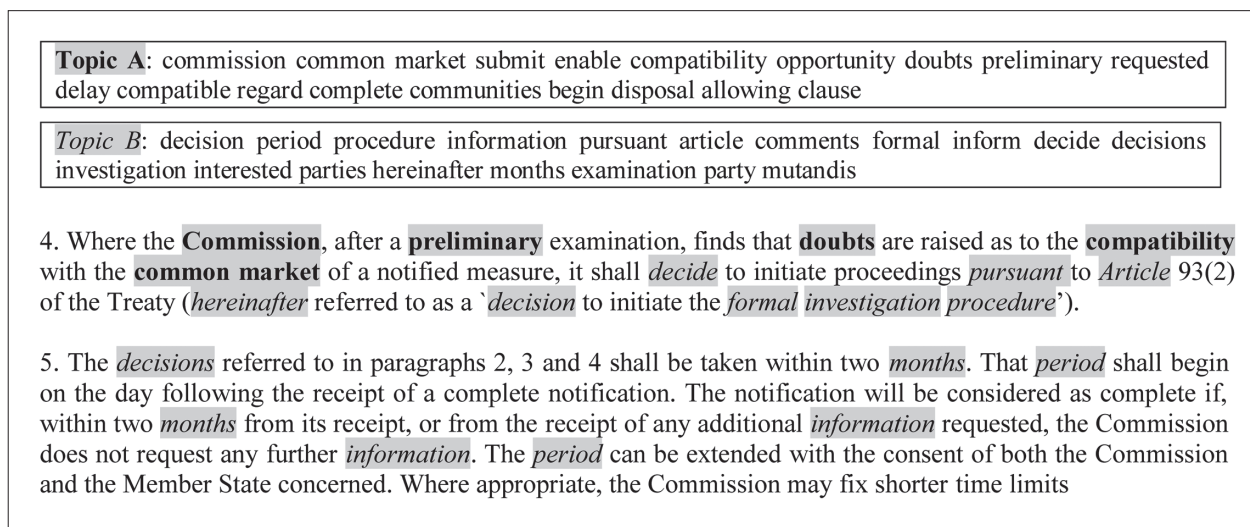 Topic A: commission common market submit enable compatibility opportunity doubts preliminary requested
delay compatible regard complete communities begin disposal allowing clause
Topic B: decision period procedure information pursuant article comments formal inform decide decisions
investigation interested parties hereinafter months examination party mutandis
4. Where the Commission, after a preliminary examination, finds that doubts are raised as to the compatibility
with the common market of a notified measure, it shall decide to initiate proceedings pursuant to Article 93(2)
of the Treaty (hereinafter referred to as a `decision to initiate the formal investigation procedure’).
5. The decisions referred to in paragraphs 2, 3 and 4 shall be taken within two months. That period shall begin
on the day following the receipt of a complete notification. The notification will be considered as complete if,
within two months from its receipt, or from the receipt of any additional information requested, the Commission
does not request any further information. The period can be extended with the consent of both the Commission
and the Member State concerned. Where appropriate, the Commission may fix shorter time limits